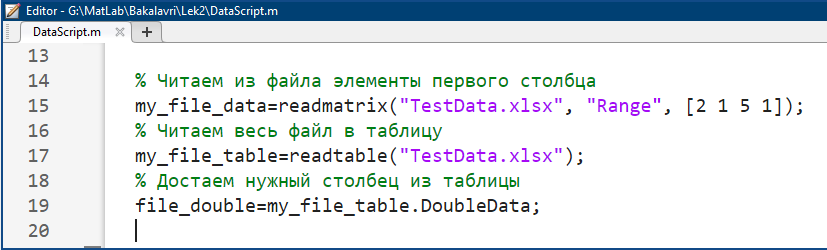 Editor - G:\MatLab\Bakalavri\Lek2\DataScript.m
DataScript.m × +
13
14 % Читаем из файла элементы первого столбца
15 my_file_data=readmatrix("TestData.xlsx", "Range", [2 1 5 1]);
16 % Читаем весь файл в таблицу
17 my_file_table=readtable("TestData.xlsx");
18 % Достаем нужный столбец из таблицы
19 file_double=my_file_table.DoubleData;
20